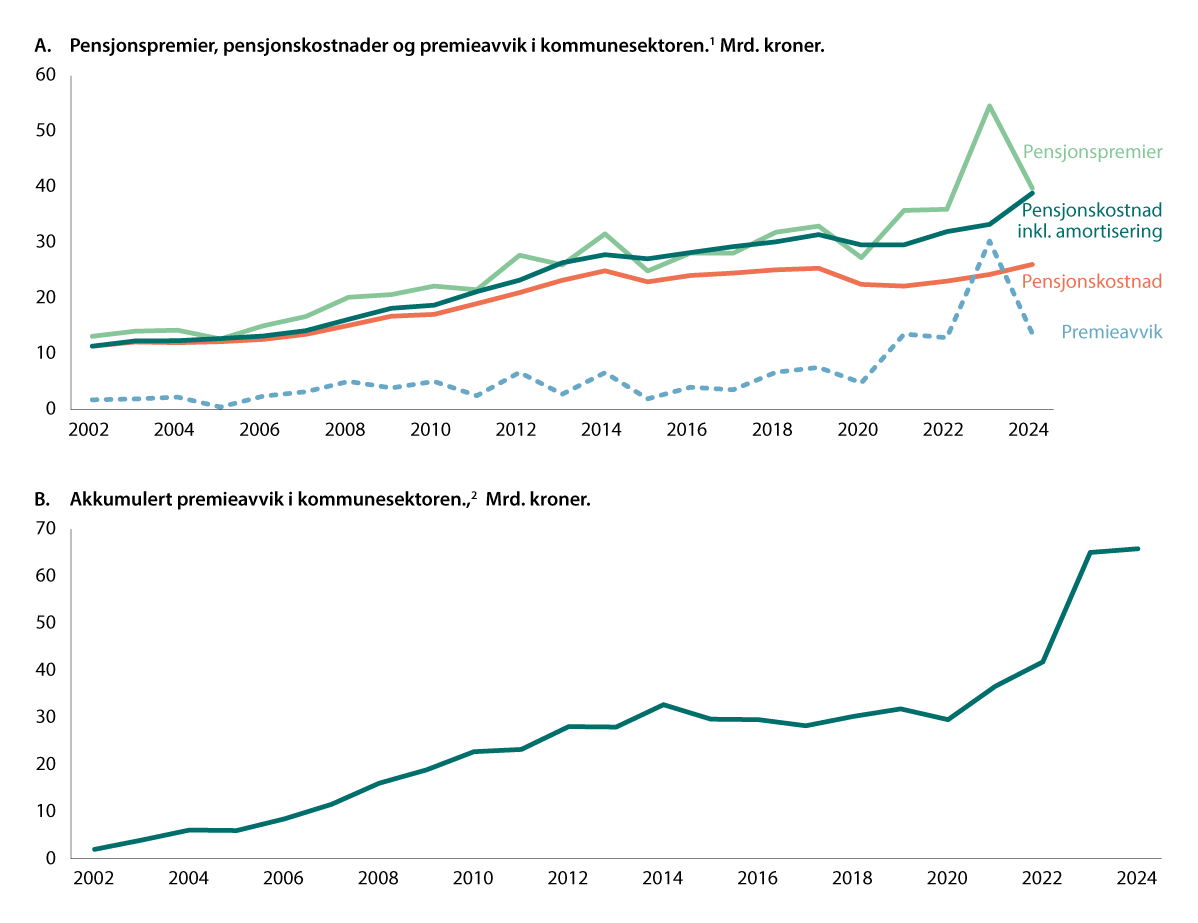 A. Pensjonspremier, pensjonskostnader og premieavvik i kommunesektoren.¹ Mrd. kroner.
60
50
40
30
20
10
0
Pensjonspremier
Pensjonskostnad
inkl. amortisering
Pensjonskostnad
Premieavvik
2002 2004 2006 2008 2010 2012 2014 2016 2018 2020 2022 2024
B. Akkumulert premieavvik i kommunesektoren.,² Mrd. kroner.
70
60
50
40
30
20
10
0
2002 2004 2006 2008 2010 2012 2014 2016 2018 2020 2022 2024